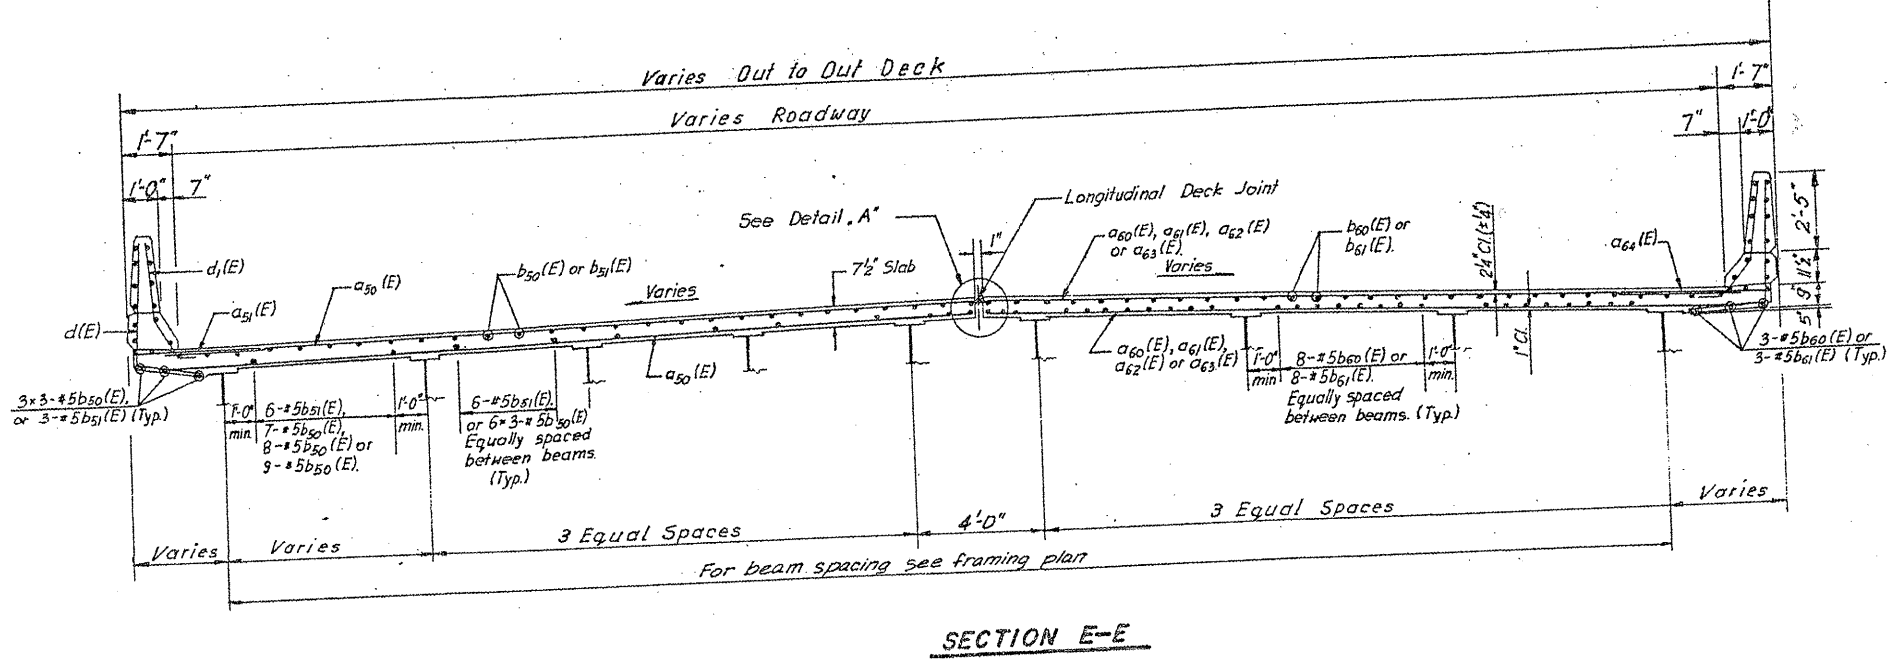 Varies Out to Out Deck
1'-7"
Varies Roadway
1'-7"
7"
1'-0"
1'-0"
7"
Longitudinal Deck Joint
See Detail "A"
1"
a60(E), a61(E), a62(E)
or a63(E).
b60(E) or
b61(E).
2¼" Cl.(±¼")
a64(E)
2'-5"
11½"
9"
5"
d1(E)
a50(E)
b50(E) or b51(E)
7½" Slab
Varies
Varies
a51(E)
d(E)
a50(E)
a60(E), a61(E),
a62(E) or a63(E)
1" Cl.
3-#5b60(E) or
3-#5b61(E) (Typ.)
3x3-#5b50(E).
or 3-#5b51(E) (Typ.)
1'-0"
min.
6-#5b51(E),
7-#5b50(E),
8-#5b50(E) or
9-#5b50(E).
1'-0"
min.
6-#5b51(E).
or 6x3-#5b50(E)
Equally spaced
between beams.
(Typ.)
1'-0"
min
8-#5b60(E) or
8-#5b61(E).
Equally spaced
between beams. (Typ.)
1'-0"
min.
Varies
Varies
3 Equal Spaces
4'-0"
3 Equal Spaces
Varies
For beam spacing see framing plan
SECTION E-E